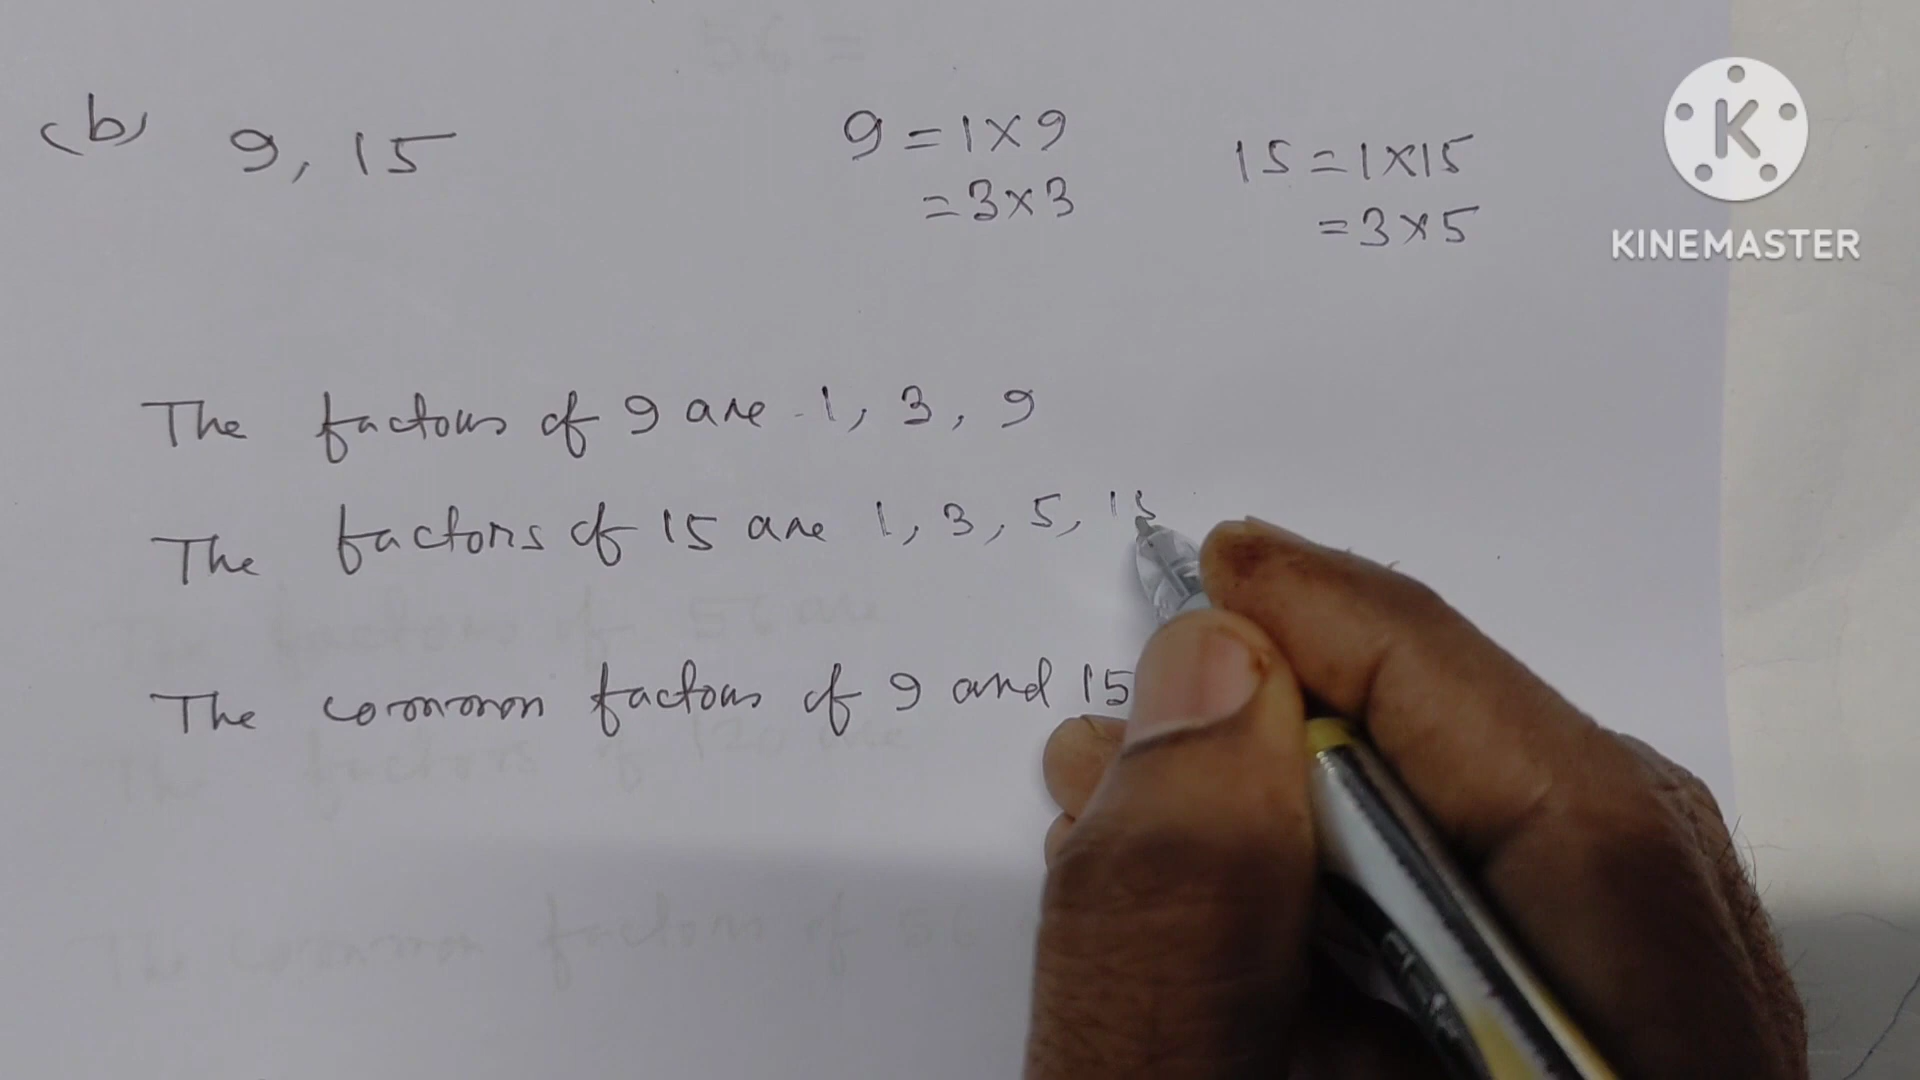 (b) 9, 15
9 = 1 × 9
= 3 × 3
15 = 1 × 15
= 3 × 5
K
KINEMASTER
The factors of 9 are 1, 3, 9
The factors of 15 are 1, 3, 5, 15
The common factors of 9 and 15